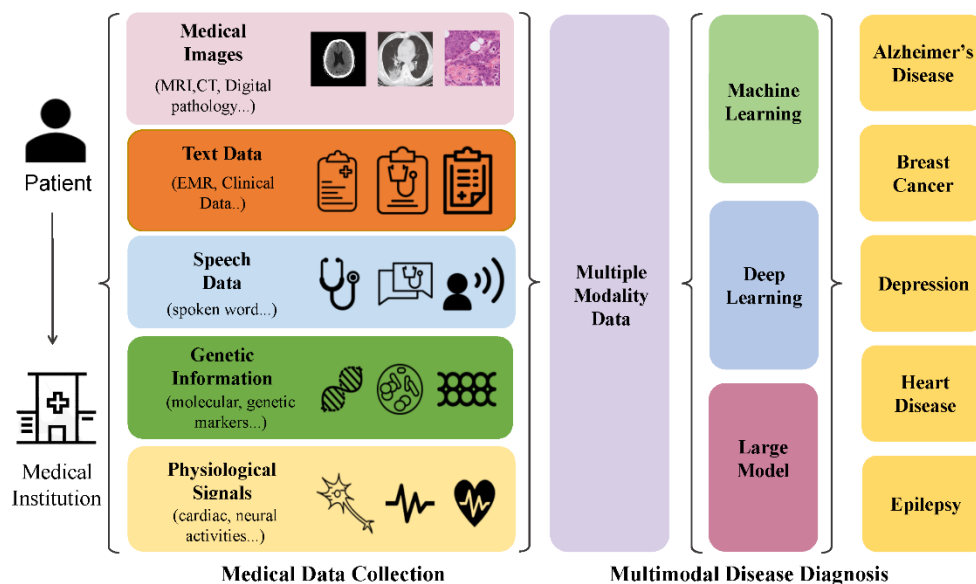 Patient
Medical
Institution
Medical
Images
(MRI,CT, Digital
pathology...)
Text Data
(EMR, Clinical
Data..)
Speech
Data
(spoken word...)
Genetic
Information
(molecular, genetic
markers...)
Physiological
Signals
(cardiac, neural
activities...)
Medical Data Collection
Multiple
Modality
Data
Machine
Learning
Deep
Learning
Large
Model
Alzheimer's
Disease
Breast
Cancer
Depression
Heart
Disease
Epilepsy
Multimodal Disease Diagnosis